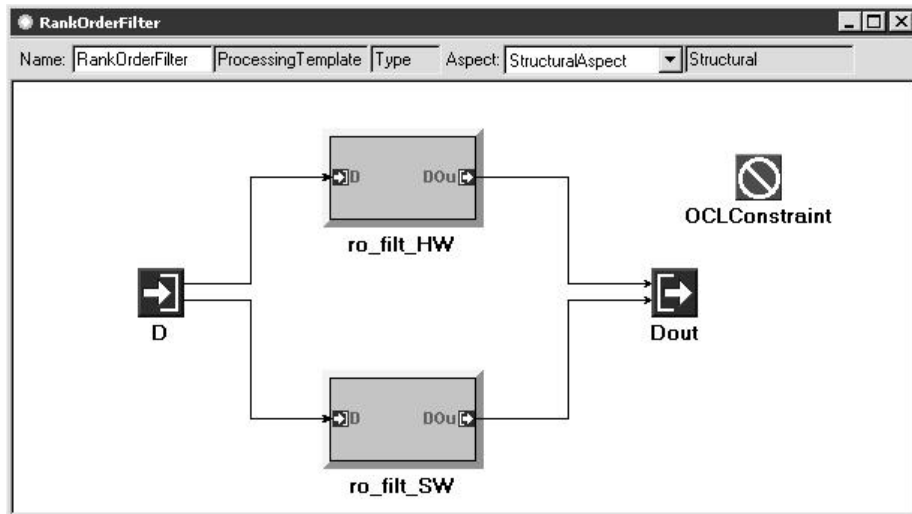 RankOrderFilter
Name: RankOrderFilter ProcessingTemplate Type Aspect: StructuralAspect Structural
D DOu
OCLConstraint
ro_filt_HW
D
Dout
D DOu
ro_filt_SW